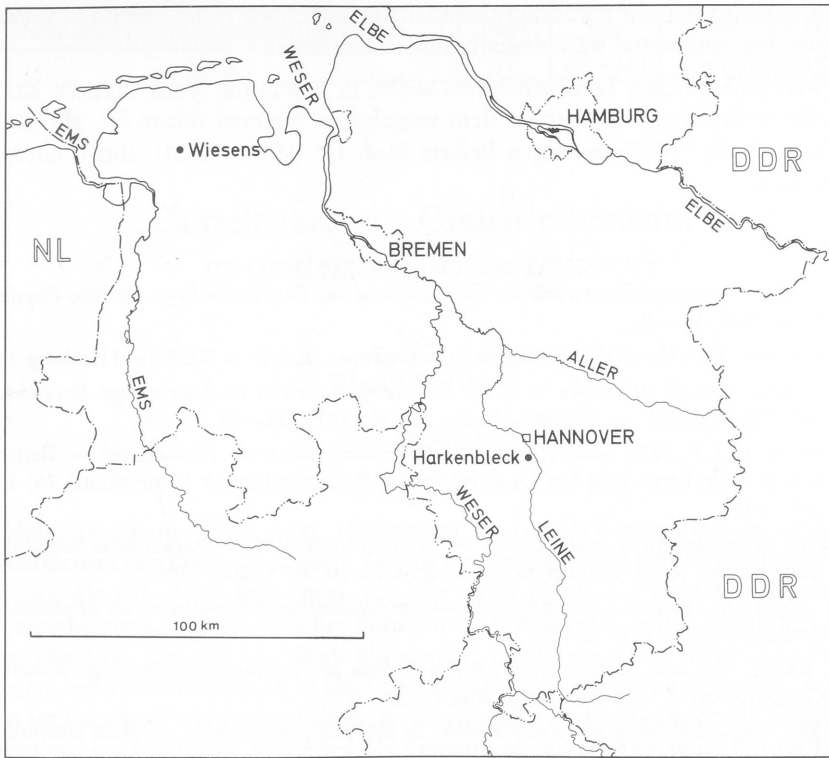 ELBE
WESER
HAMBURG
EMS
Wiesens
DDR
ELBE
NL
BREMEN
EMS
ALLER
HANNOVER
Harkenbleck
WESER
LEINE
DDR
100 km